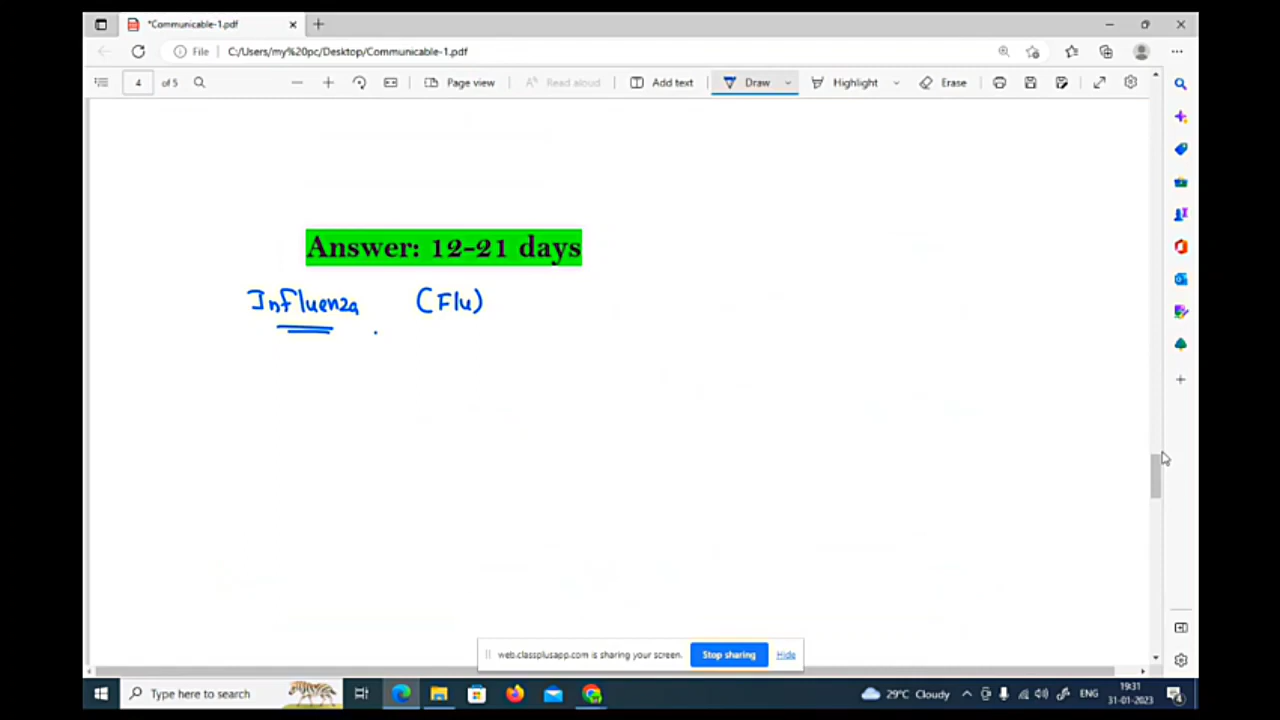 *Communicable-1.pdf
File C:/Users/my%20pc/Desktop/Communicable-1.pdf
4 of 5 Page view Read aloud Add text Draw Highlight Erase
Answer: 12-21 days
Influenza (Flu)
web.classplusapp.com is sharing your screen. Stop sharing Hide
Type here to search 29°C Cloudy ENG 19:31
31-01-2023 4